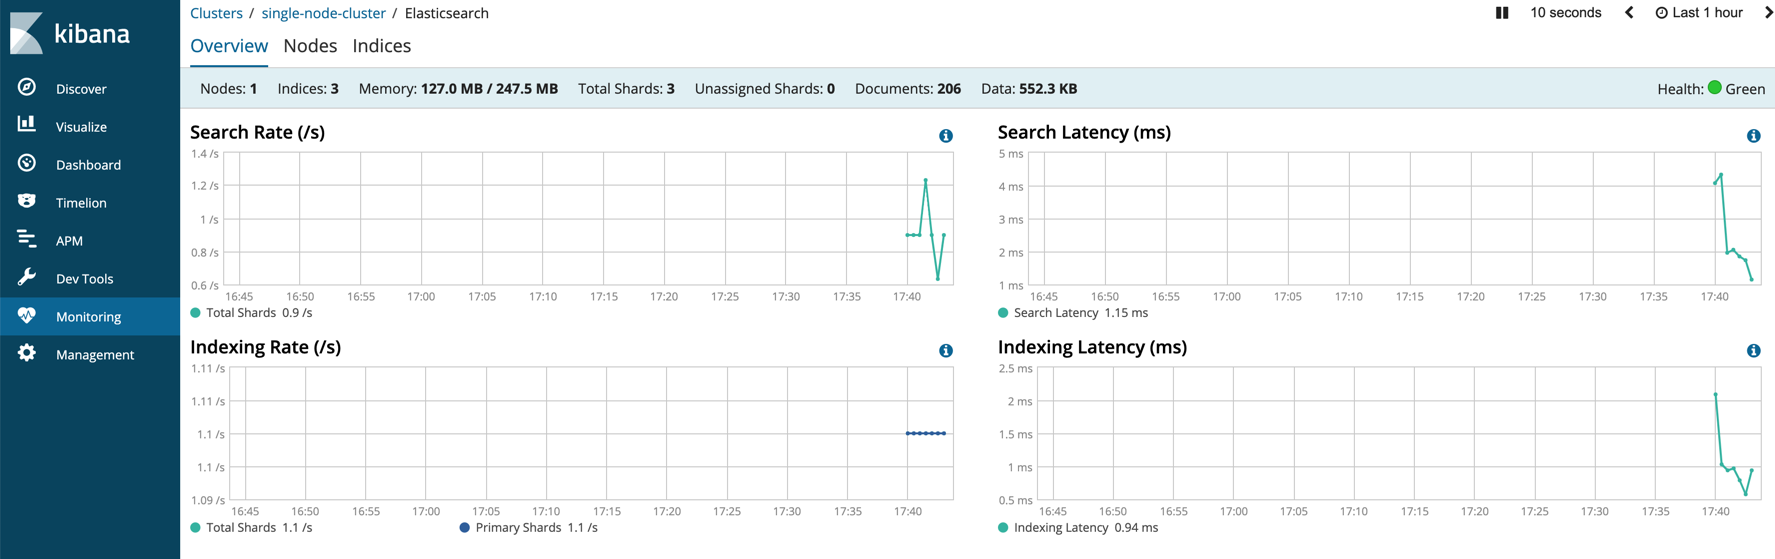 kibana
Discover
Visualize
Dashboard
Timelion
APM
Dev Tools
Monitoring
Management
Clusters / single-node-cluster / Elasticsearch
10 seconds
Last 1 hour
Overview Nodes Indices
Nodes: 1 Indices: 3 Memory: 127.0 MB / 247.5 MB Total Shards: 3 Unassigned Shards: 0 Documents: 206 Data: 552.3 KB Health: Green
Search Rate (/s)
1.4 /s
1.2 /s
1 /s
0.8 /s
0.6 /s
16:45 16:50 16:55 17:00 17:05 17:10 17:15 17:20 17:25 17:30 17:35 17:40
Total Shards 0.9 /s
Search Latency (ms)
5 ms
4 ms
3 ms
2 ms
1 ms
16:45 16:50 16:55 17:00 17:05 17:10 17:15 17:20 17:25 17:30 17:35 17:40
Search Latency 1.15 ms
Indexing Rate (/s)
1.11 /s
1.11 /s
1.1 /s
1.1 /s
1.09 /s
16:45 16:50 16:55 17:00 17:05 17:10 17:15 17:20 17:25 17:30 17:35 17:40
Total Shards 1.1 /s Primary Shards 1.1 /s
Indexing Latency (ms)
2.5 ms
2 ms
1.5 ms
1 ms
0.5 ms
16:45 16:50 16:55 17:00 17:05 17:10 17:15 17:20 17:25 17:30 17:35 17:40
Indexing Latency 0.94 ms